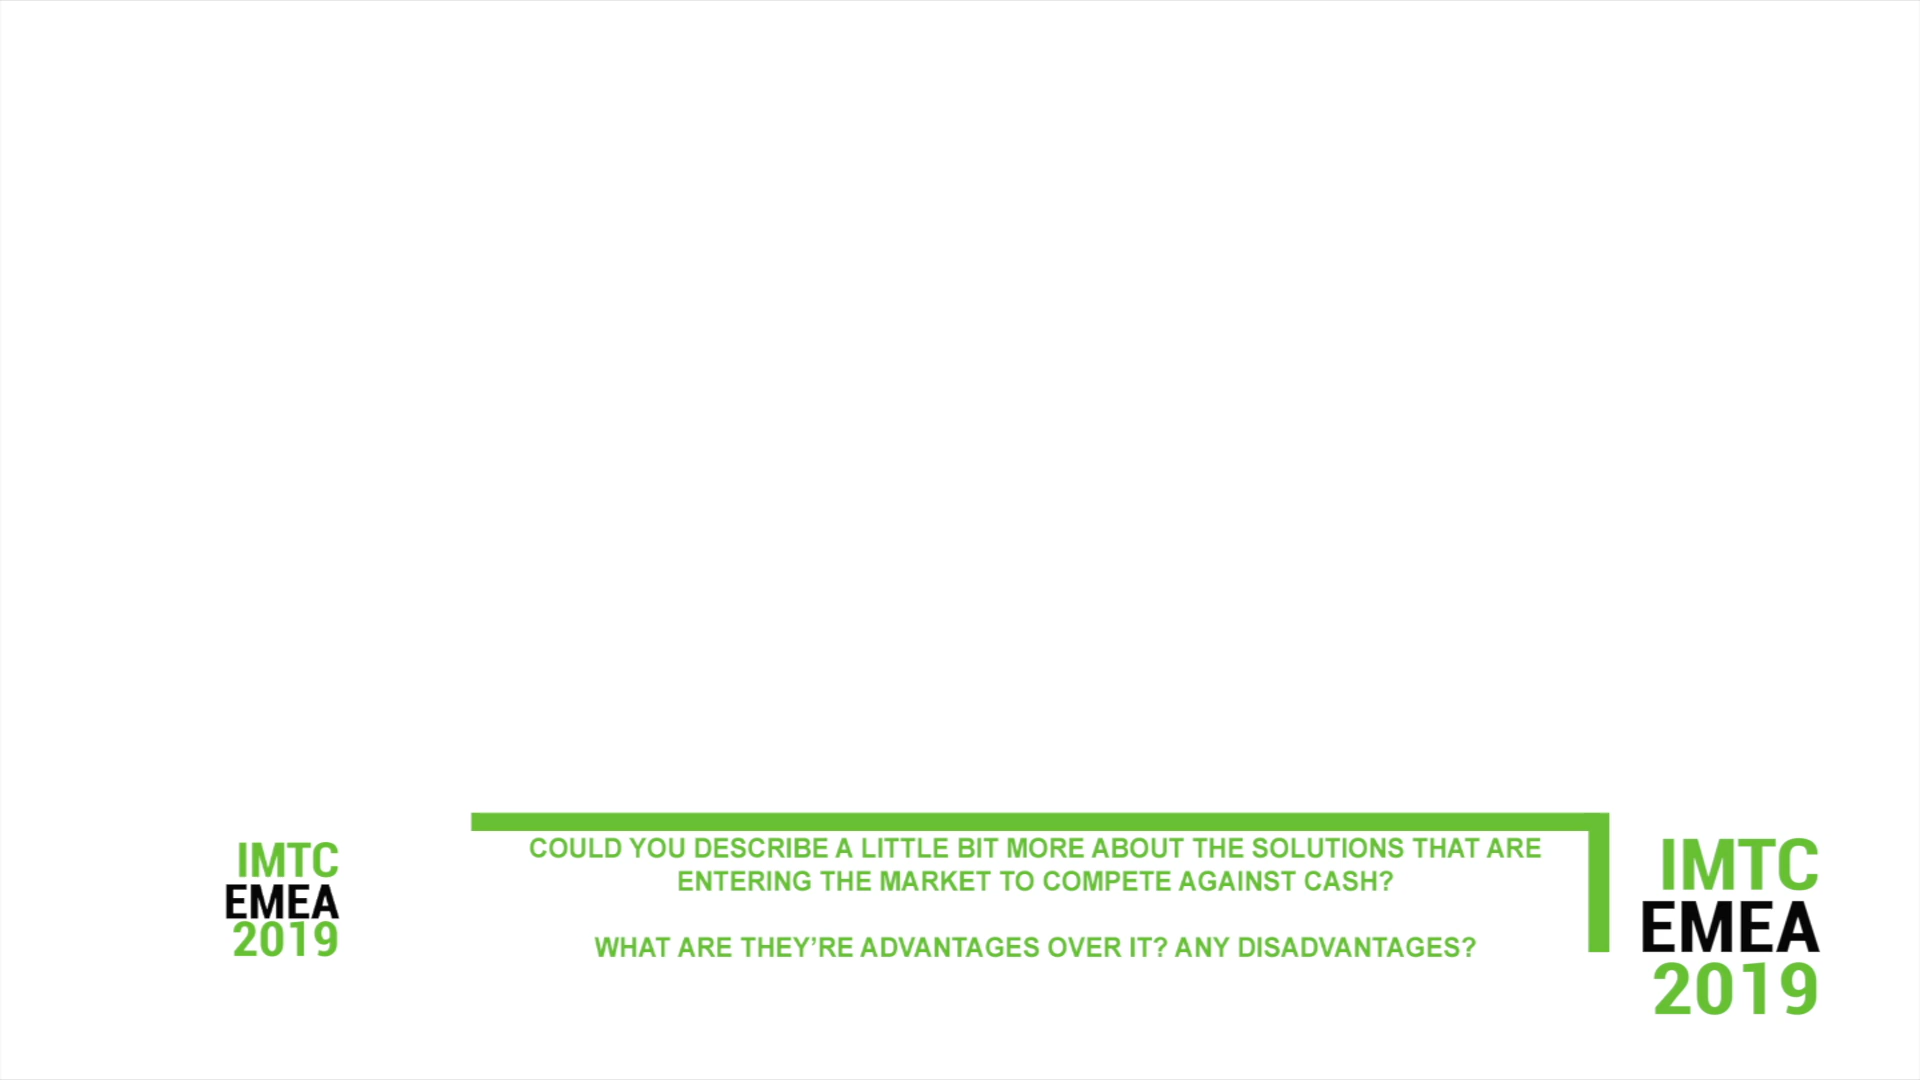 IMTC
EMEA
2019
COULD YOU DESCRIBE A LITTLE BIT MORE ABOUT THE SOLUTIONS THAT ARE
ENTERING THE MARKET TO COMPETE AGAINST CASH?
WHAT ARE THEY’RE ADVANTAGES OVER IT? ANY DISADVANTAGES?
IMTC
EMEA
2019